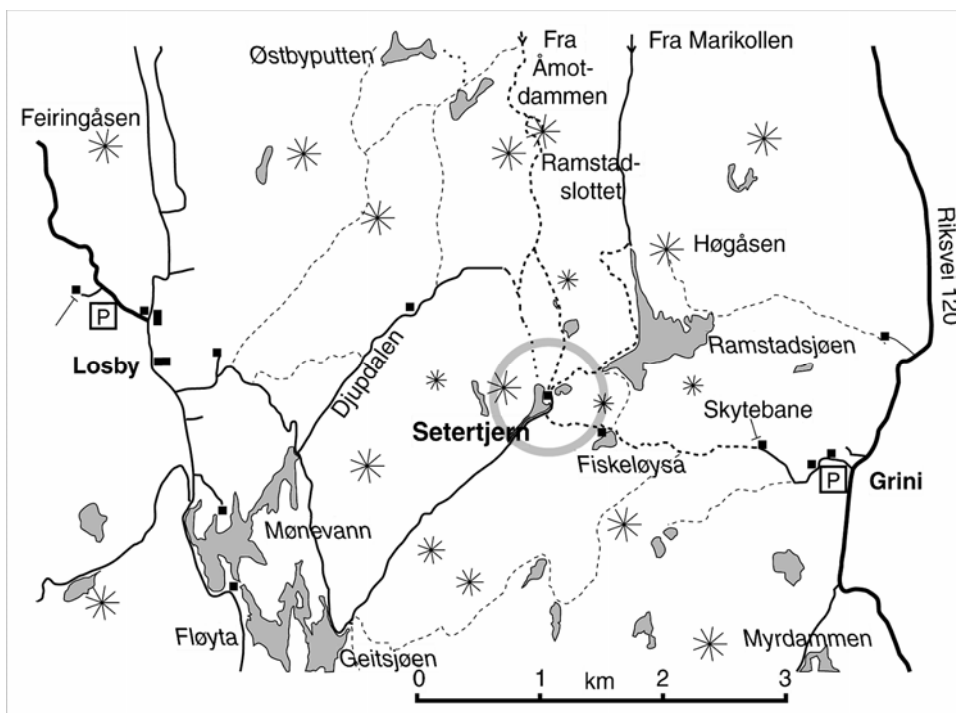 Østbyputten
Fra
Åmot-
dammen
Fra Marikollen
Feiringåsen
Ramstad-
slottet
Riksvei 120
Høgåsen
P
Losby
Djupdalen
Ramstadsjøen
Setertjern
Skytebane
Fiskeløysa
P
Grini
Mønevann
Fløyta
Geitsjøen
Myrdammen
0 1 km 2 3